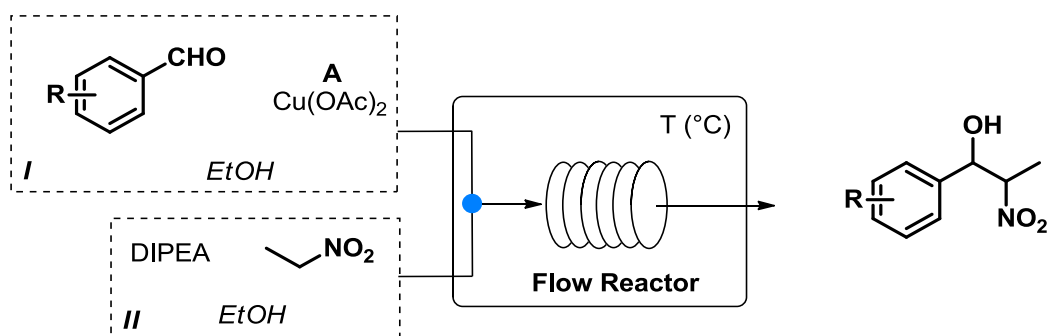 CHO
R
A
Cu(OAc)2
I
EtOH
T (°C)
Flow Reactor
DIPEA
NO2
II
EtOH
OH
R
NO2